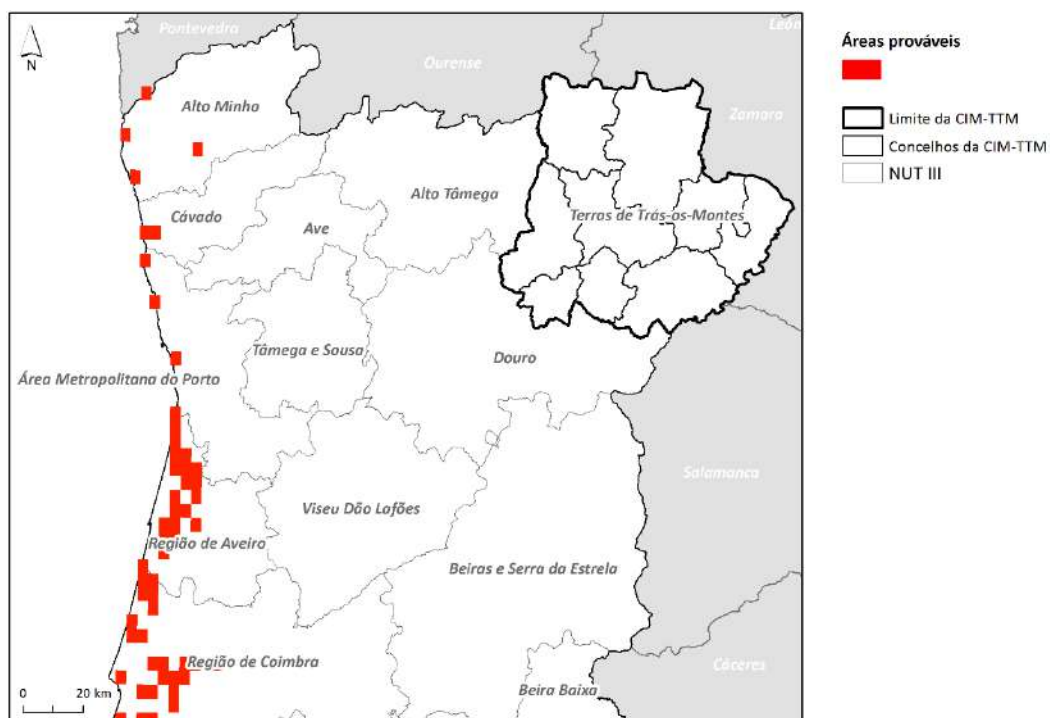 Pontevedra
León
Ourense
N
Alto Minho
Zamora
Alto Tâmega
Terras de Trás-os-Montes
Cávado
Ave
Tâmega e Sousa
Douro
Área Metropolitana do Porto
Salamanca
Viseu Dão Lafões
Região de Aveiro
Beiras e Serra da Estrela
Região de Coimbra
Cáceres
Beira Baixa
0 20 km
Áreas prováveis
Limite da CIM-TTM
Concelhos da CIM-TTM
NUT III